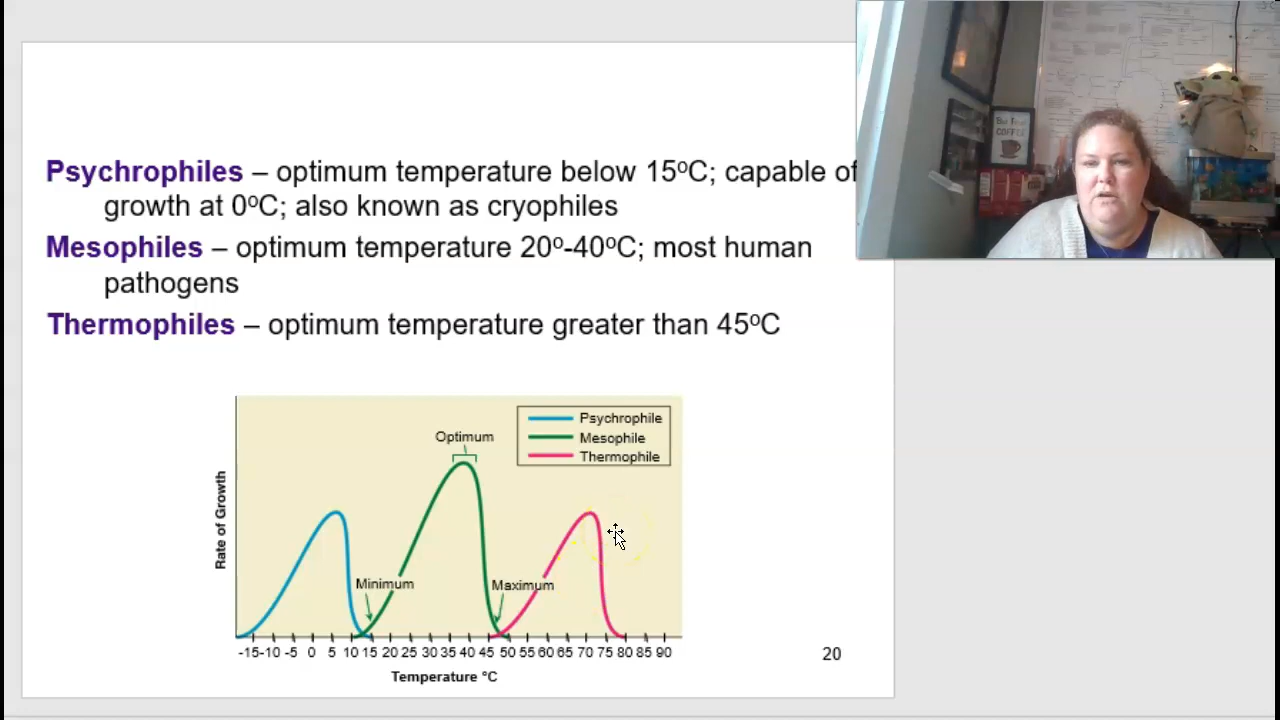 Psychrophiles – optimum temperature below 15ºC; capable of
growth at 0ºC; also known as cryophiles
Mesophiles – optimum temperature 20º-40ºC; most human
pathogens
Thermophiles – optimum temperature greater than 45ºC
Psychrophile
Mesophile
Thermophile
Optimum
Minimum
Maximum
Rate of Growth
-15 -10 -5 0 5 10 15 20 25 30 35 40 45 50 55 60 65 70 75 80 85 90
Temperature °C
20
COFFEE